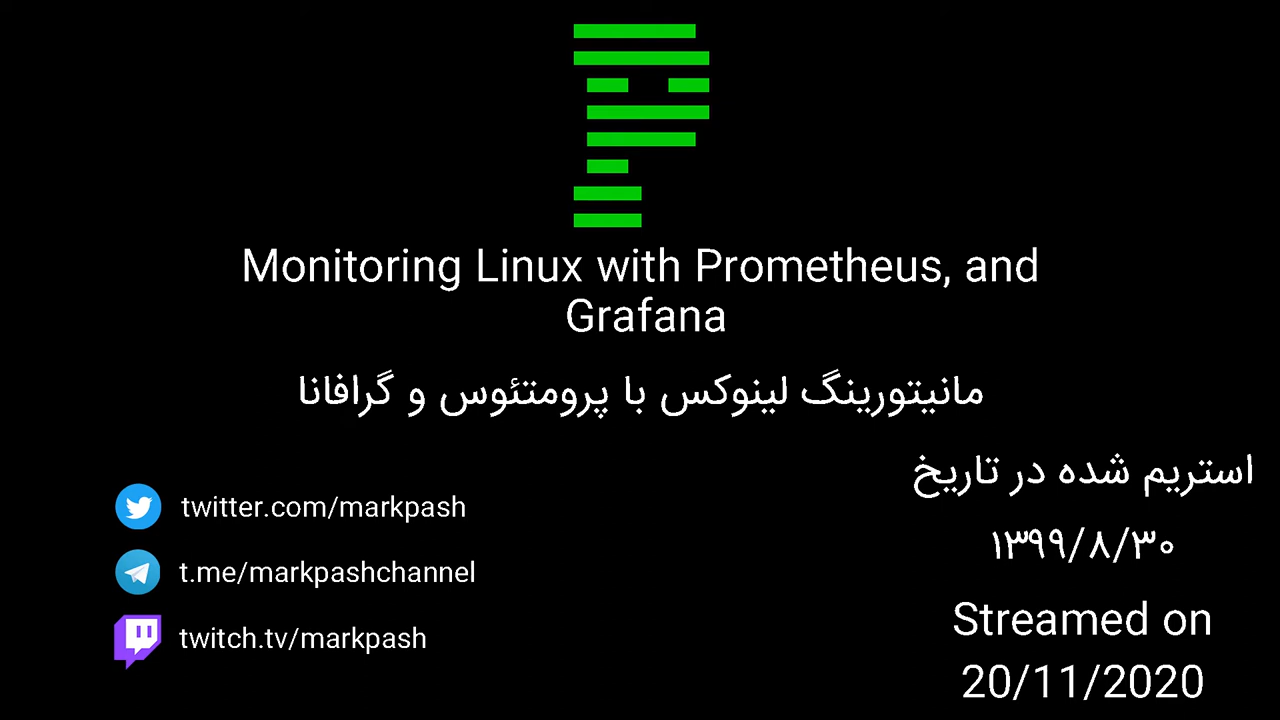 Monitoring Linux with Prometheus, and
Grafana
مانیتورینگ لینوکس با پرومتئوس و گرافانا
twitter.com/markpash
t.me/markpashchannel
twitch.tv/markpash
استریم شده در تاریخ
۱۳۹۹/۸/۳۰
Streamed on
20/11/2020